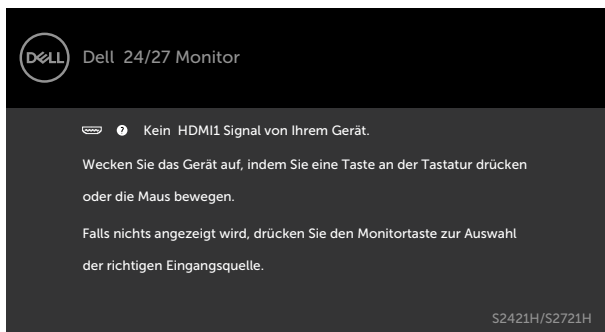 DELL
Dell 24/27 Monitor
? Kein HDMI1 Signal von Ihrem Gerät.
Wecken Sie das Gerät auf, indem Sie eine Taste an der Tastatur drücken
oder die Maus bewegen.
Falls nichts angezeigt wird, drücken Sie den Monitortaste zur Auswahl
der richtigen Eingangsquelle.
S2421H/S2721H